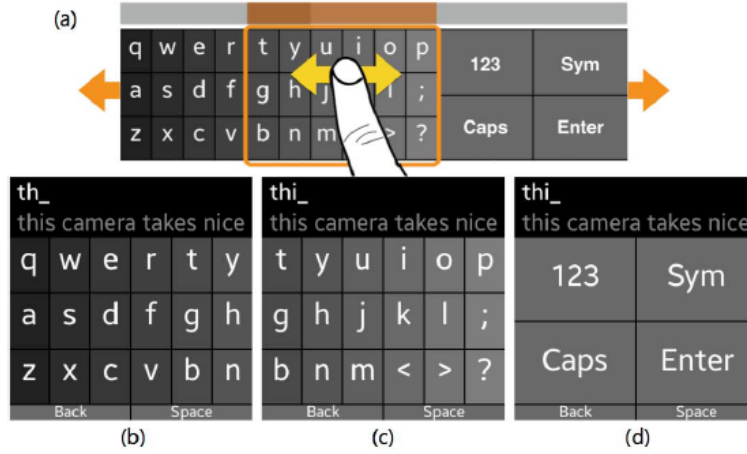 (a)
q w e r t y u i o p
123 Sym
a s d f g h j l ;
Caps Enter
z x c v b n m > ?
th_
this camera takes nice
q w e r t y
a s d f g h
z x c v b n
Back Space
(b)
thi_
this camera takes nice
t y u i o p
g h j k l ;
b n m < > ?
Back Space
(c)
thi_
this camera takes nice
123 Sym
Caps Enter
Back Space
(d)